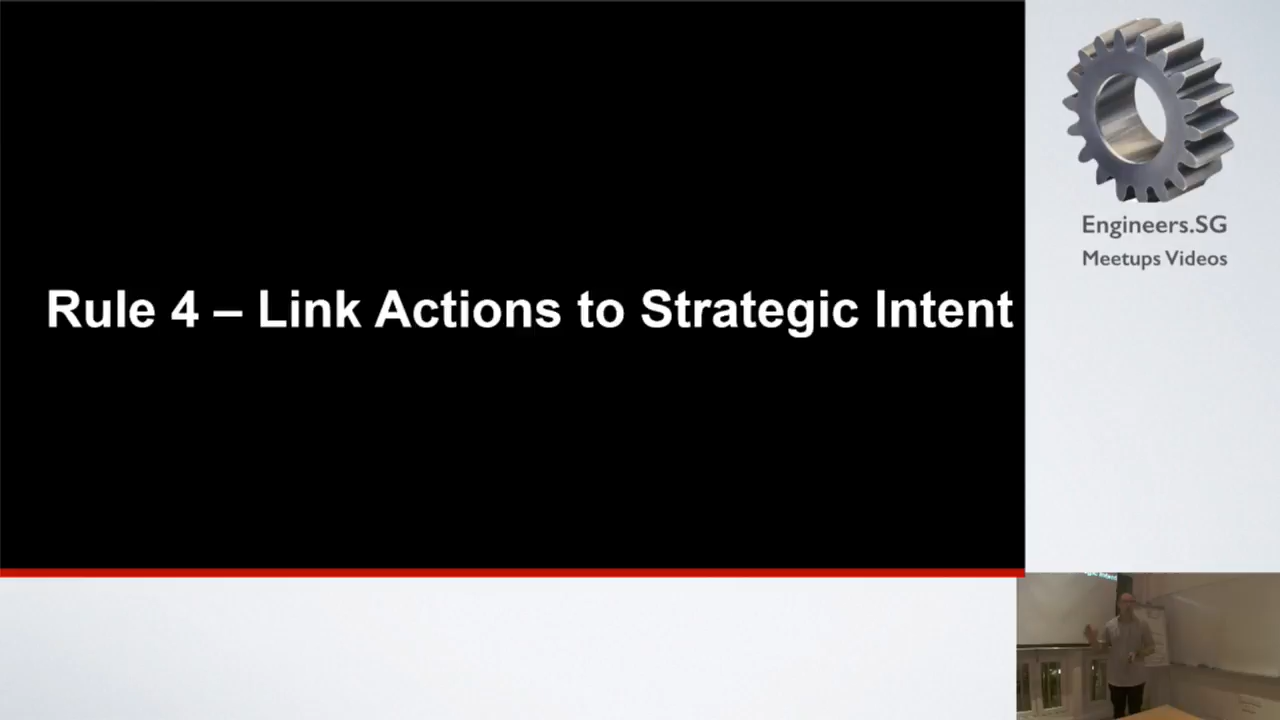 Rule 4 – Link Actions to Strategic Intent
Engineers.SG
Meetups Videos